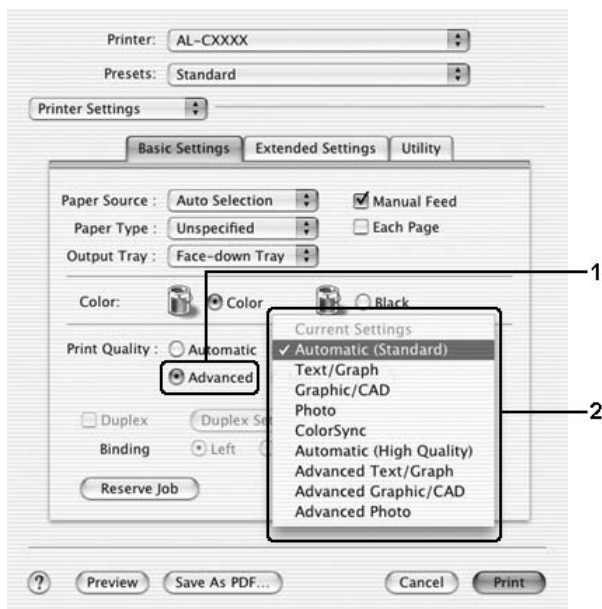 Printer: AL-CXXXX
Presets: Standard
Printer Settings
Basic Settings Extended Settings Utility
Paper Source : Auto Selection Manual Feed
Paper Type : Unspecified Each Page
Output Tray : Face-down Tray
1
Color: Color Black
Current Settings
Print Quality : Automatic ✓ Automatic (Standard)
Text/Graph
Advanced
Graphic/CAD
Photo
2
Duplex Duplex Se
ColorSync
Binding Left
Automatic (High Quality)
Advanced Text/Graph
Reserve Job
Advanced Graphic/CAD
Advanced Photo
? Preview Save As PDF... Cancel Print